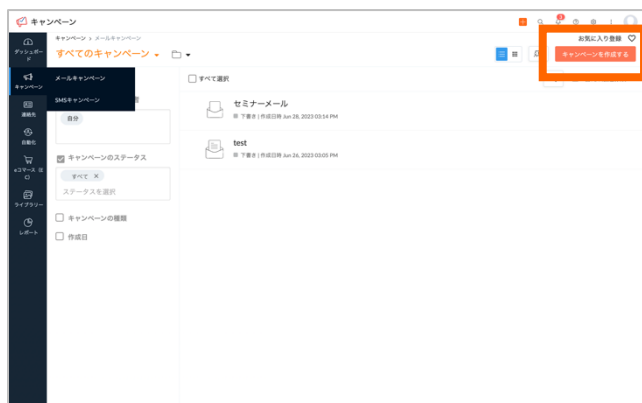 キャンペーン
3
お気に入り登録
キャンペーンを作成する
キャンペーン > メールキャンペーン
すべてのキャンペーン
ダッシュボード
キャンペーン
メールキャンペーン
SMSキャンペーン
連絡先
自動化
eコマース (EC)
ライブラリー
レポート
自分
キャンペーンのステータス
すべて ×
ステータスを選択
キャンペーンの種類
作成日
すべて選択
セミナーメール
下書き | 作成日時 Jun 28, 2023 03:14 PM
test
下書き | 作成日時 Jun 26, 2023 03:05 PM